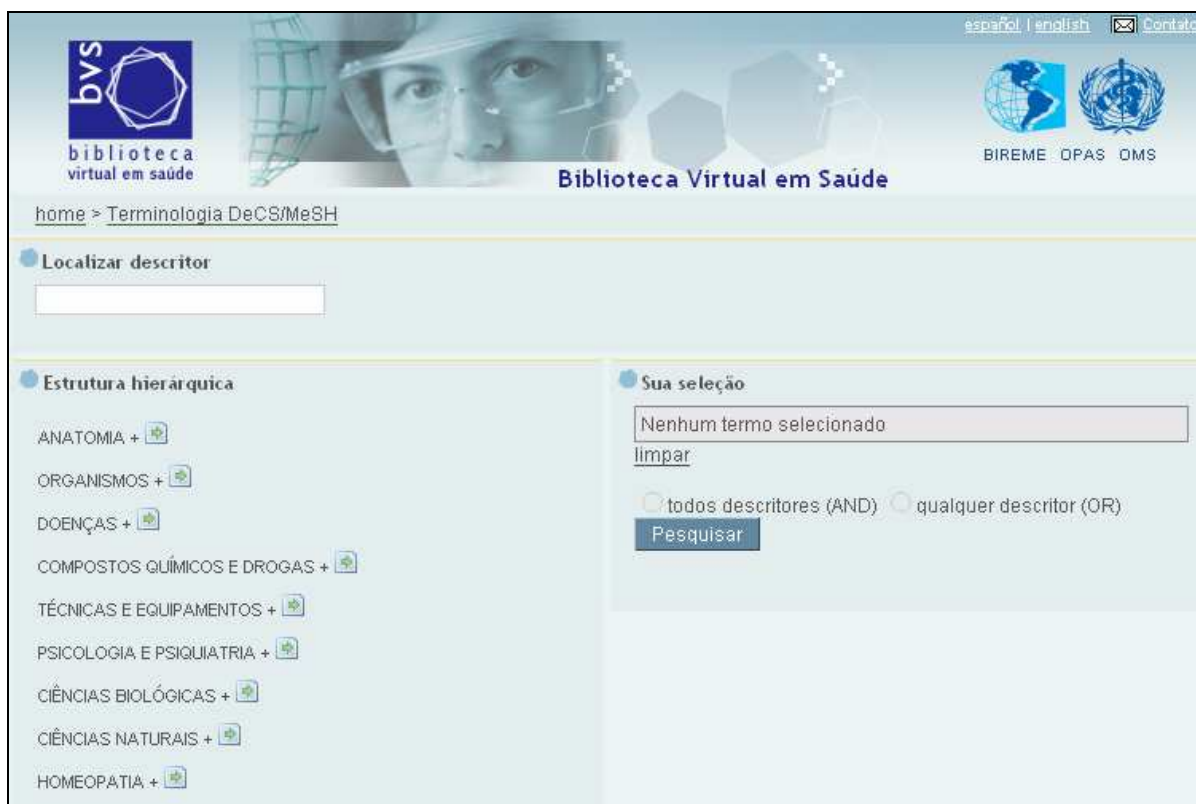 español | english Contato
bvs
biblioteca
virtual em saúde
BIREME OPAS OMS
Biblioteca Virtual em Saúde
home > Terminologia DeCS/MeSH
Localizar descritor
Estrutura hierárquica
ANATOMIA +
ORGANISMOS +
DOENÇAS +
COMPOSTOS QUÍMICOS E DROGAS +
TÉCNICAS E EQUIPAMENTOS +
PSICOLOGIA E PSIQUIATRIA +
CIÊNCIAS BIOLÓGICAS +
CIÊNCIAS NATURAIS +
HOMEOPATIA +
Sua seleção
Nenhum termo selecionado
limpar
todos descritores (AND) qualquer descritor (OR)
Pesquisar